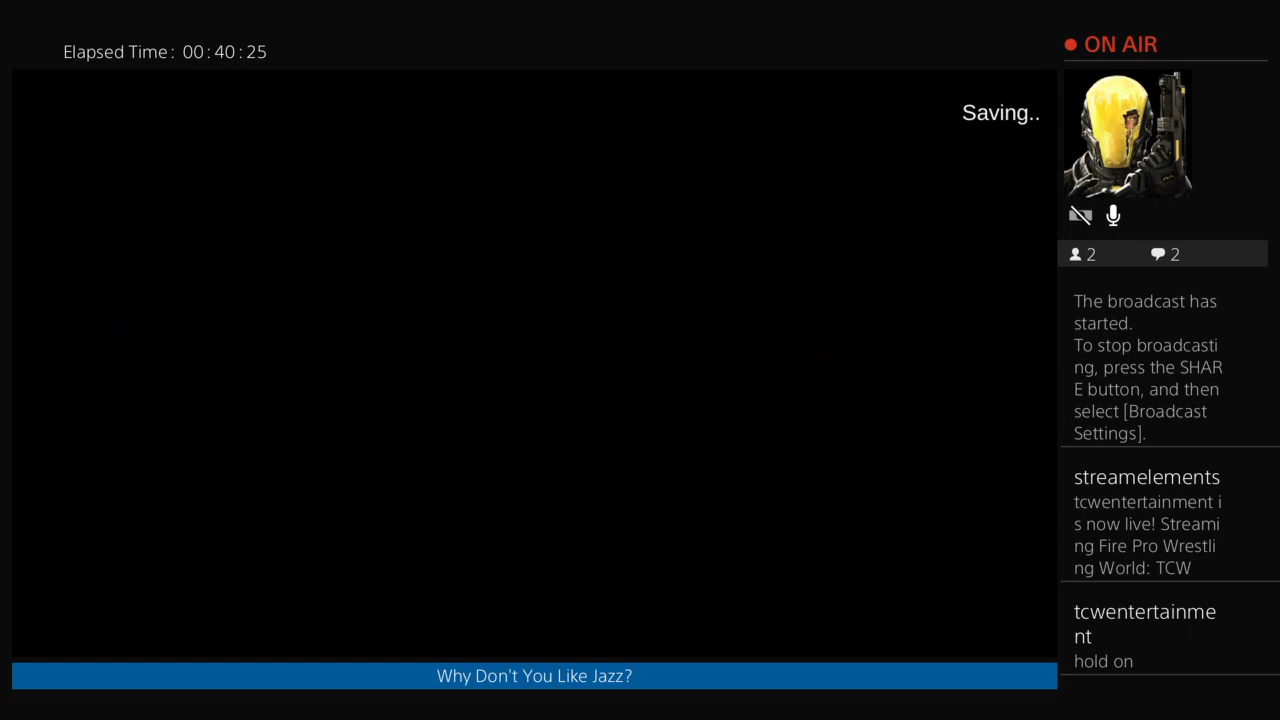 Elapsed Time: 00:40:25
ON AIR
Saving..
2 2
The broadcast has
started.
To stop broadcasti
ng, press the SHAR
E button, and then
select [Broadcast
Settings].
streamelements
tcwentertainment i
s now live! Streami
ng Fire Pro Wrestli
ng World: TCW
tcwentertainme
nt
hold on
Why Don't You Like Jazz?